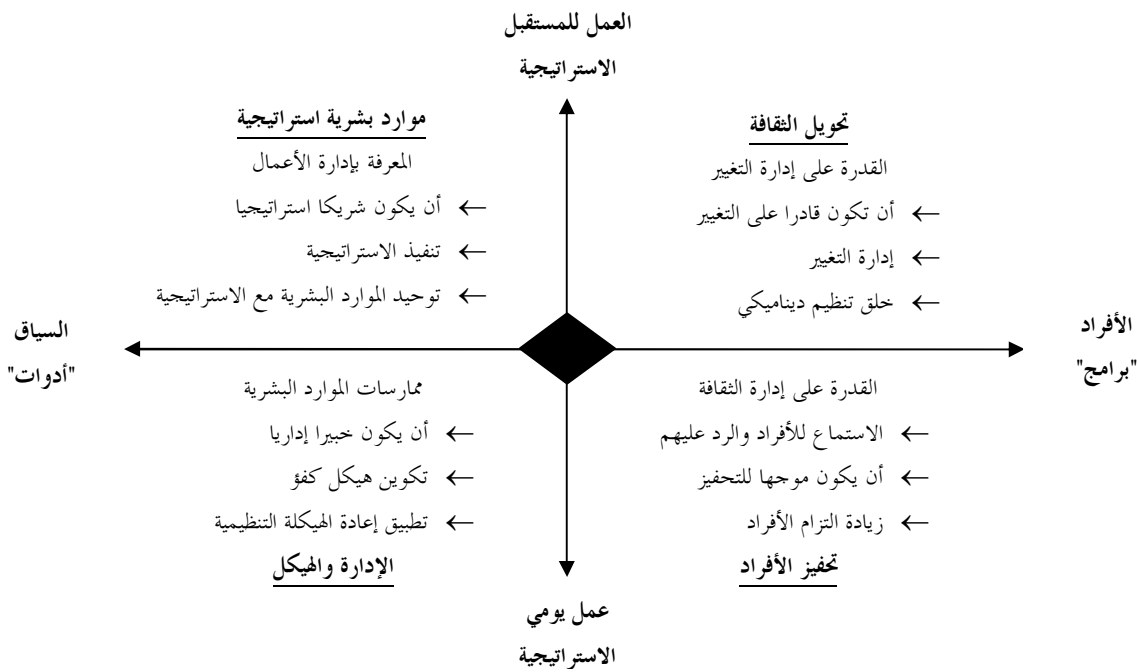 العمل للمستقبل
الاستراتيجية
تحويل الثقافة
القدرة على إدارة التغيير
← أن تكون قادرا على التغيير
← إدارة التغيير
← خلق تنظيم ديناميكي
موارد بشرية استراتيجية
المعرفة بإدارة الأعمال
← أن يكون شريكا استراتيجيا
← تنفيذ الاستراتيجية
← توحيد الموارد البشرية مع الاستراتيجية
الأفراد
"برامج"
السياق
"أدوات"
القدرة على إدارة الثقافة
← الاستماع للأفراد والرد عليهم
← أن يكون موجها للتحفيز
← زيادة التزام الأفراد
تحفيز الأفراد
ممارسات الموارد البشرية
← أن يكون خبيرا إداريا
← تكوين هيكل كفؤ
← تطبيق إعادة الهيكلة التنظيمية
الإدارة والهيكل
عمل يومي
الاستراتيجية